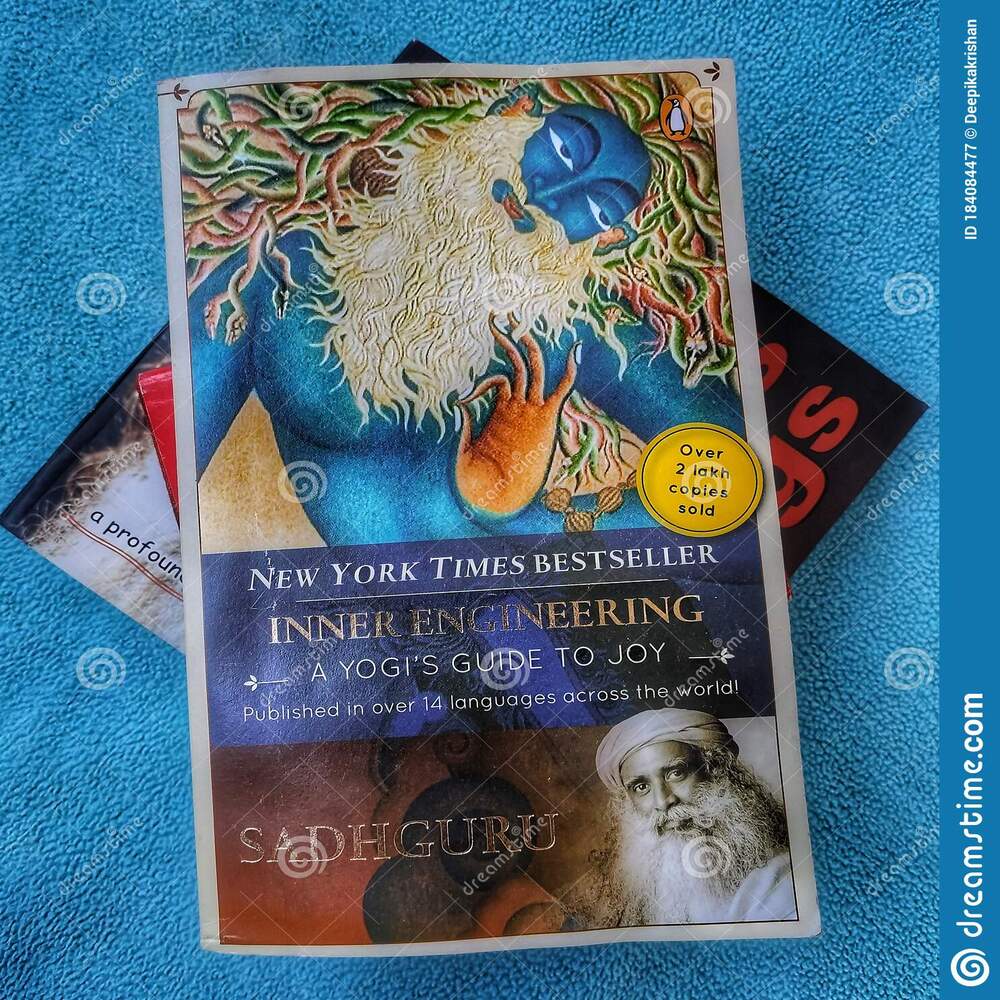 Over
2 lakh
copies
sold
NEW YORK TIMES BESTSELLER
INNER ENGINEERING
A YOGI'S GUIDE TO JOY
Published in over 14 languages across the world!
SADHGURU
a profound
gs
ID 184084477 © Deepikakrishan
dreamstime.com